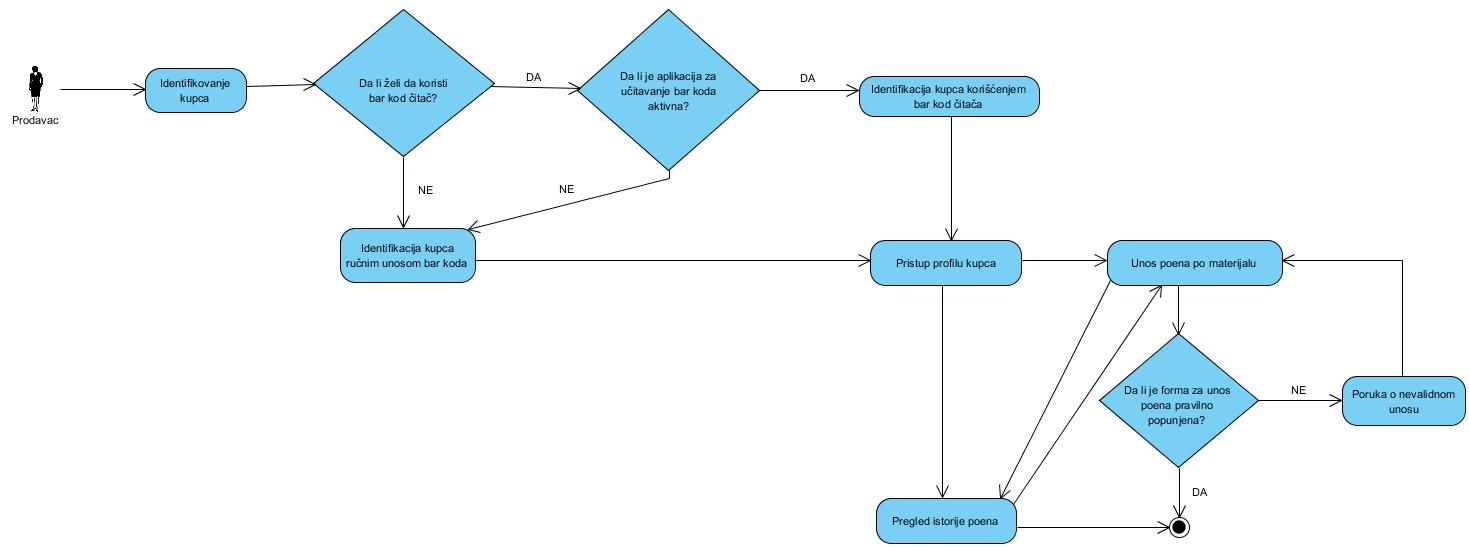 Prodavac
Identifikovanje
kupca
Da li želi da koristi
bar kod čitač?
DA
Da li je aplikacija za
učitavanje bar koda
aktivna?
DA
Identifikacija kupca korišćenjem
bar kod čitača
NE
NE
Identifikacija kupca
ručnim unosom bar koda
Pristup profilu kupca
Unos poena po materijalu
Da li je forma za unos
poena pravilno
popunjena?
NE
Poruka o nevalidnom
unosu
DA
Pregled istorije poena